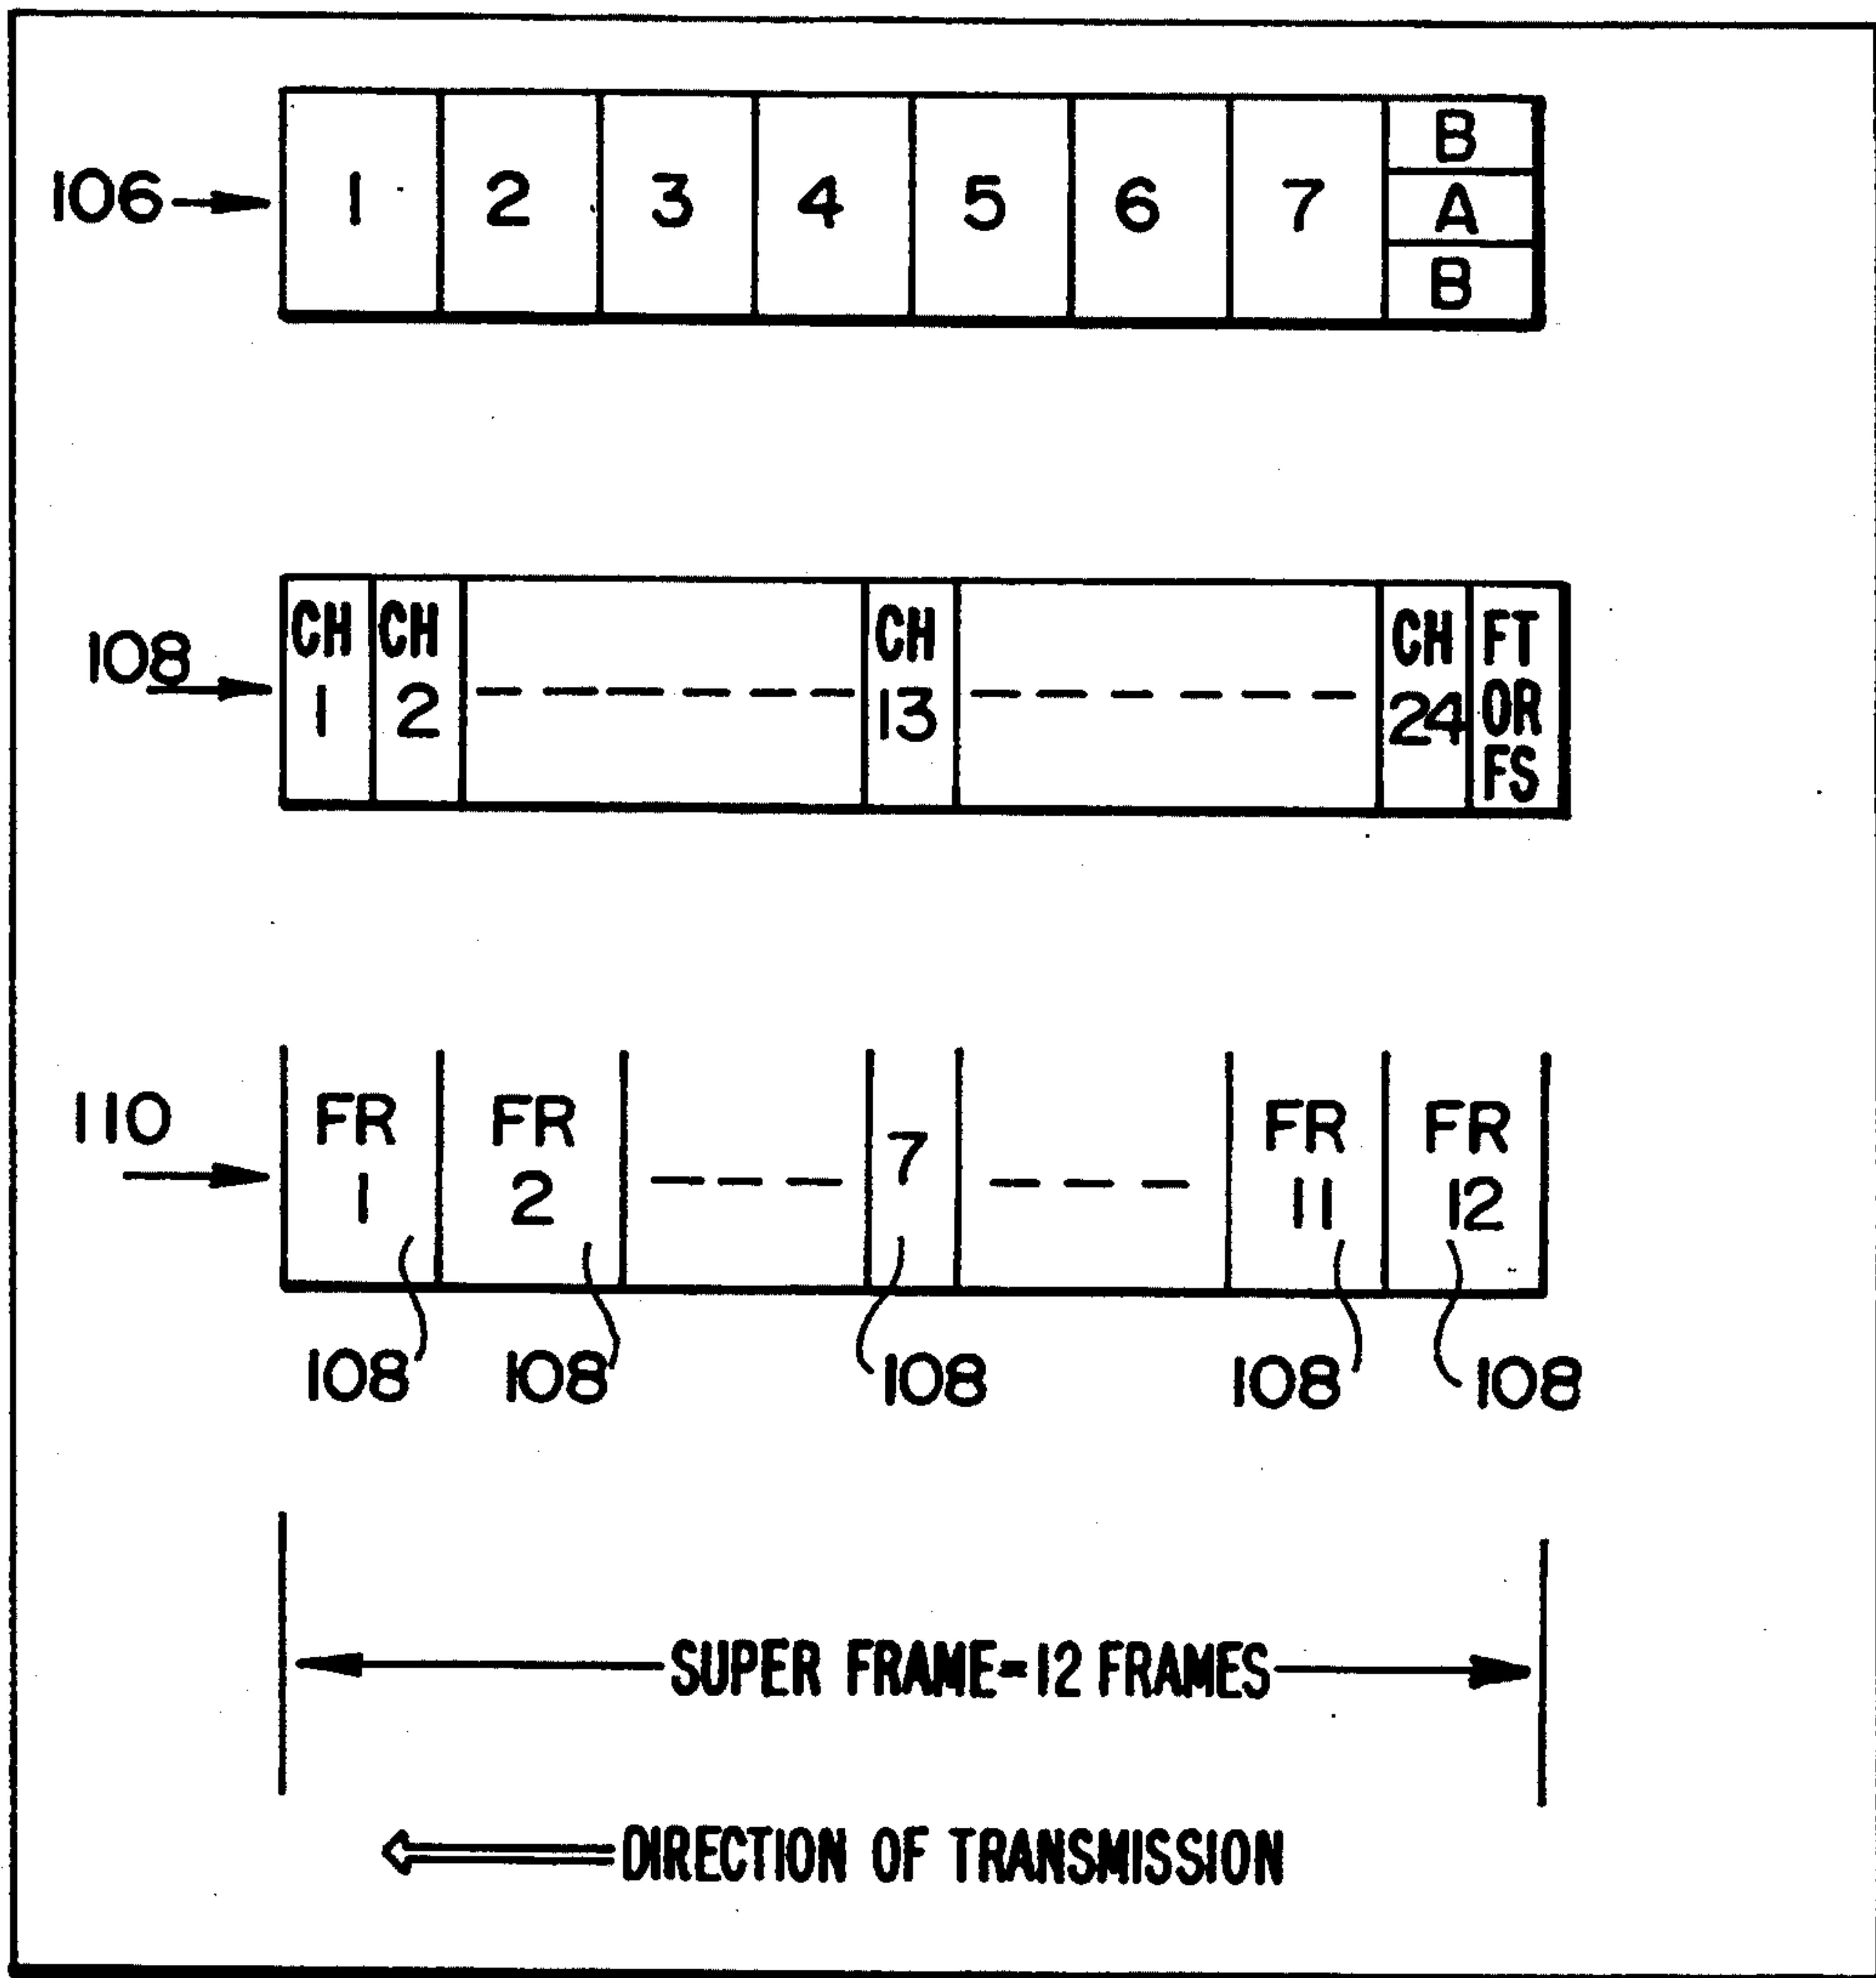 106 1 2 3 4 5 6 7 B
A
B
108 CH 1 CH 2 CH 13 CH 24 FT OR FS
110 FR 1 FR 2 7 FR 11 FR 12
108 108 108 108 108
SUPER FRAME=12 FRAMES
DIRECTION OF TRANSMISSION